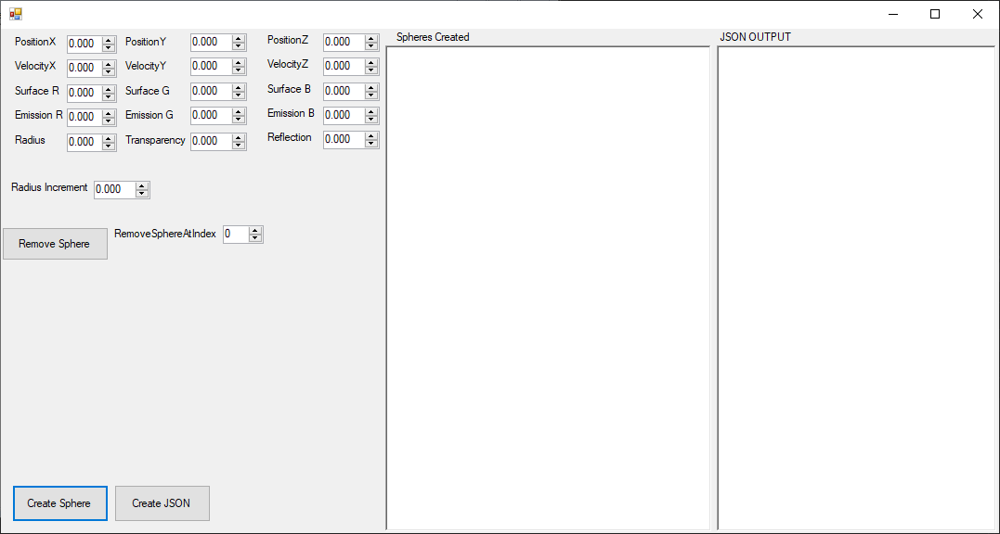 PositionX 0.000 PositionY 0.000 PositionZ 0.000 Spheres Created JSON OUTPUT
VelocityX 0.000 VelocityY 0.000 VelocityZ 0.000
Surface R 0.000 Surface G 0.000 Surface B 0.000
Emission R 0.000 Emission G 0.000 Emission B 0.000
Radius 0.000 Transparency 0.000 Reflection 0.000
Radius Increment 0.000
Remove Sphere RemoveSphereAtIndex 0
Create Sphere Create JSON